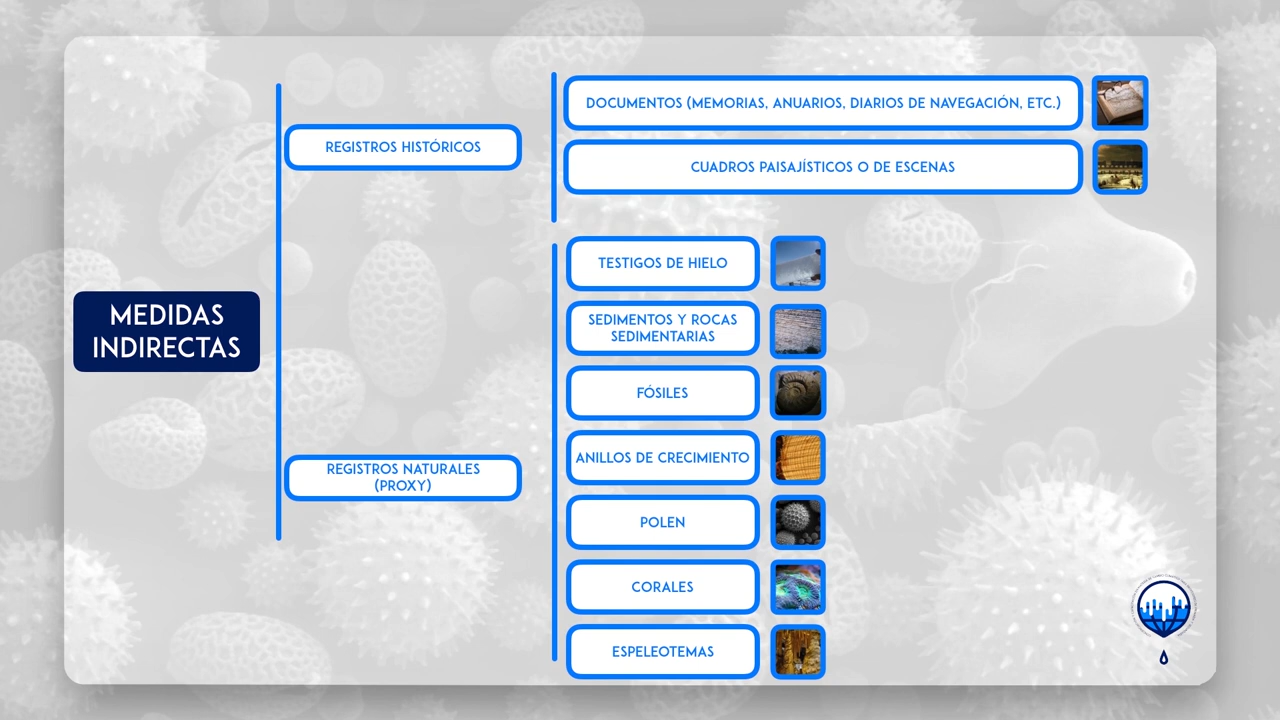 MEDIDAS
INDIRECTAS
REGISTROS HISTÓRICOS
DOCUMENTOS (MEMORIAS, ANUARIOS, DIARIOS DE NAVEGACIÓN, ETC.)
CUADROS PAISAJÍSTICOS O DE ESCENAS
REGISTROS NATURALES
(PROXY)
TESTIGOS DE HIELO
SEDIMENTOS Y ROCAS
SEDIMENTARIAS
FÓSILES
ANILLOS DE CRECIMIENTO
POLEN
CORALES
ESPELEOTEMAS